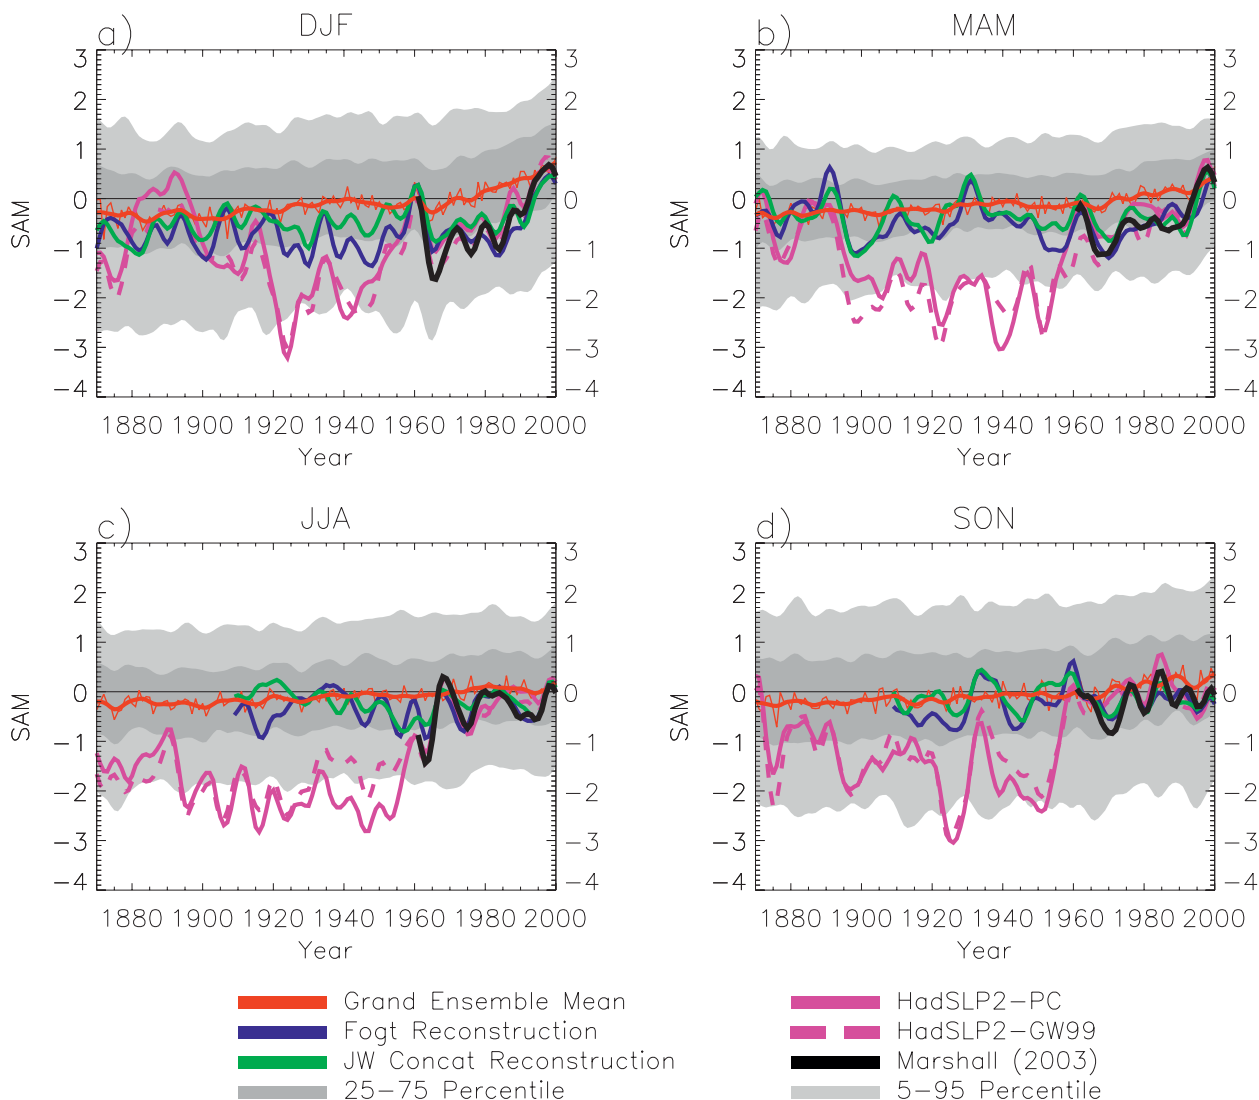 a) DJF
3 3
2 2
1 1
0 0
−1 −1
−2 −2
−3 −3
−4 −4
SAM
1880 1900 1920 1940 1960 1980 2000
Year
b) MAM
3 3
2 2
1 1
0 0
−1 −1
−2 −2
−3 −3
−4 −4
SAM
1880 1900 1920 1940 1960 1980 2000
Year
c) JJA
3 3
2 2
1 1
0 0
−1 −1
−2 −2
−3 −3
−4 −4
SAM
1880 1900 1920 1940 1960 1980 2000
Year
d) SON
3 3
2 2
1 1
0 0
−1 −1
−2 −2
−3 −3
−4 −4
SAM
1880 1900 1920 1940 1960 1980 2000
Year
Grand Ensemble Mean
Fogt Reconstruction
JW Concat Reconstruction
25−75 Percentile
HadSLP2−PC
HadSLP2−GW99
Marshall (2003)
5−95 Percentile